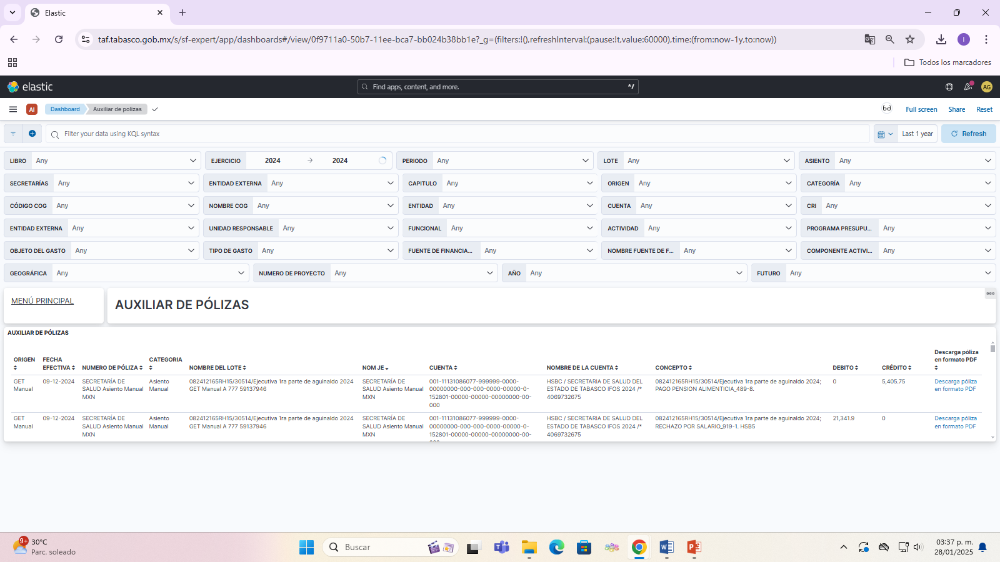 Elastic
taf.tabasco.gob.mx/s/sf-expert/app/dashboards#/view/0f9711a0-50b7-11ee-bca7-bb024b38bb1e?_g=(filters:!(),refreshInterval:(pause:!t,value:60000),time:(from:now-1y,to:now))
I
Todos los marcadores
elastic
Find apps, content, and more.
^/
AG
AI
Dashboard
Auxiliar de polizas
Full screen
Share
Reset
Filter your data using KQL syntax
Last 1 year
Refresh
LIBRO Any
EJERCICIO 2024 → 2024
PERIODO Any
LOTE Any
ASIENTO Any
SECRETARÍAS Any
ENTIDAD EXTERNA Any
CAPITULO Any
ORIGEN Any
CATEGORÍA Any
CÓDIGO COG Any
NOMBRE COG Any
ENTIDAD Any
CUENTA Any
CRI Any
ENTIDAD EXTERNA Any
UNIDAD RESPONSABLE Any
FUNCIONAL Any
ACTIVIDAD Any
PROGRAMA PRESUPU... Any
OBJETO DEL GASTO Any
TIPO DE GASTO Any
FUENTE DE FINANCIA... Any
NOMBRE FUENTE DE F... Any
COMPONENTE ACTIVI... Any
GEOGRÁFICA Any
NUMERO DE PROYECTO Any
AÑO Any
FUTURO Any
MENÚ PRINCIPAL
AUXILIAR DE PÓLIZAS
AUXILIAR DE PÓLIZAS
ORIGEN
FECHA
EFECTIVA
NUMERO DE PÓLIZA
CATEGORIA
NOMBRE DEL LOTE
NOM JE
CUENTA
NOMBRE DE LA CUENTA
CONCEPTO
DEBITO
CRÉDITO
Descarga póliza
en formato PDF
GET
Manual
09-12-2024
SECRETARÍA DE
SALUD Asiento Manual
MXN
Asiento
Manual
082412165RH15/30514/Ejecutiva 1ra parte de aguinaldo 2024
GET Manual A 777 59137946
SECRETARÍA DE
SALUD Asiento Manual
MXN
001-11131086077-999999-0000-
00000000-000-000-0000-00000-0-
152801-00000-00000-00000000-00-
000
HSBC / SECRETARIA DE SALUD DEL
ESTADO DE TABASCO IFOS 2024 /*
4069732675
082412165RH15/30514/Ejecutiva 1ra parte de aguinaldo 2024;
PAGO PENSION ALIMENTICIA_489-8.
0
5,405.75
Descarga póliza
en formato PDF
GET
Manual
09-12-2024
SECRETARÍA DE
SALUD Asiento Manual
MXN
Asiento
Manual
082412165RH15/30514/Ejecutiva 1ra parte de aguinaldo 2024
GET Manual A 777 59137946
SECRETARÍA DE
SALUD Asiento Manual
MXN
001-11131086077-999999-0000-
00000000-000-000-0000-00000-0-
152801-00000-00000-00000000-00-
HSBC / SECRETARIA DE SALUD DEL
ESTADO DE TABASCO IFOS 2024 /*
4069732675
082412165RH15/30514/Ejecutiva 1ra parte de aguinaldo 2024;
RECHAZO POR SALARIO_919-1. HSB5
21,341.9
0
Descarga póliza
en formato PDF
9+
30°C
Parc. soleado
Buscar
03:37 p. m.
28/01/2025